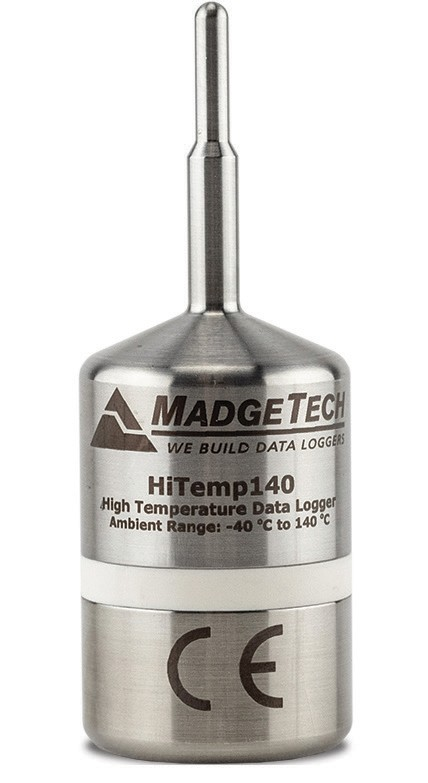 MADGETECH
WE BUILD DATA LOGGERS
HiTemp140
High Temperature Data Logger
Ambient Range: -40 °C to 140 °C
CE